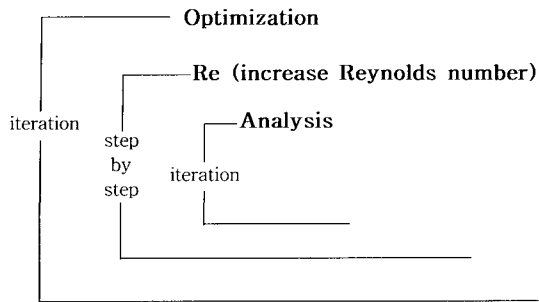 Optimization
Re (increase Reynolds number)
Analysis
iteration
step
by
step
iteration